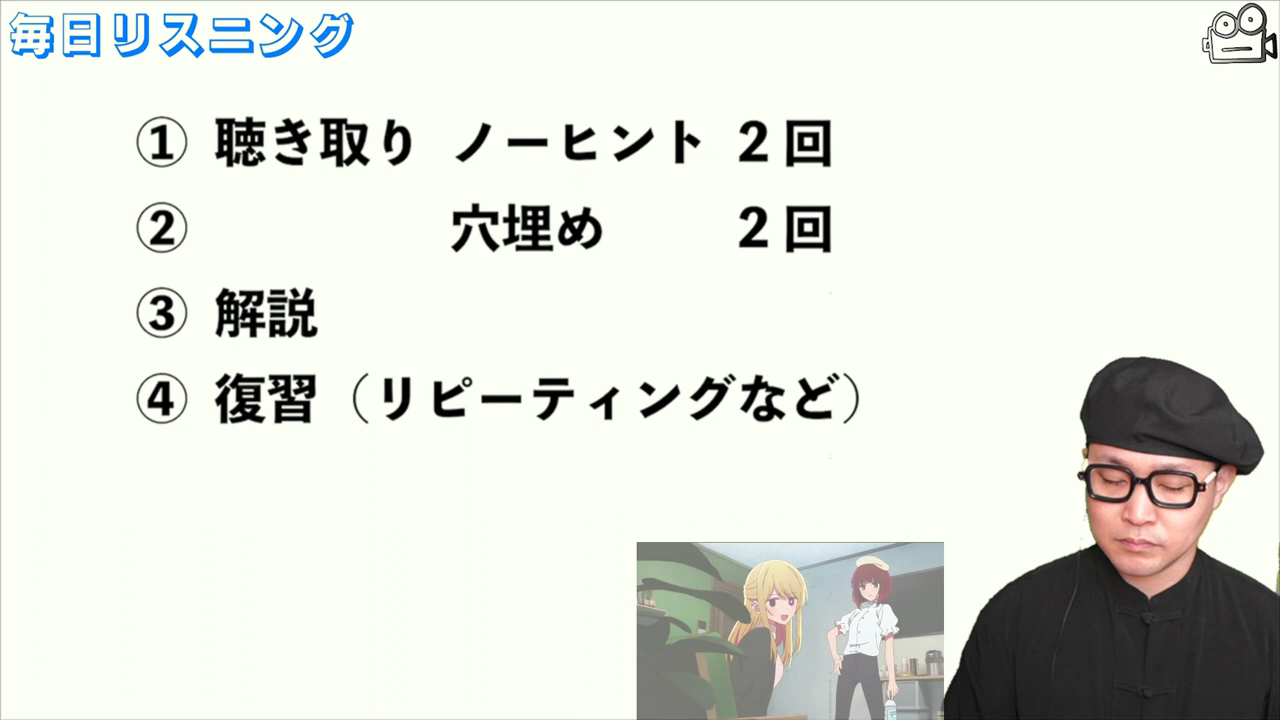 毎日リスニング
① 聴き取り ノーヒント 2回
② 穴埋め 2回
③ 解説
④ 復習（リピーティングなど）